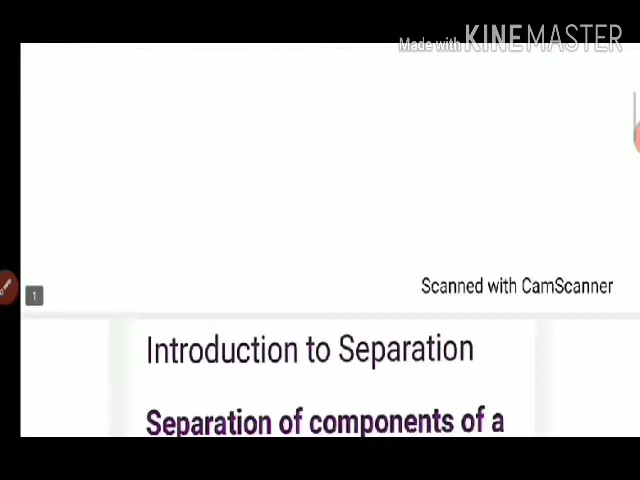 Made with KINEMASTER
1
Scanned with CamScanner
Introduction to Separation
Separation of components of a